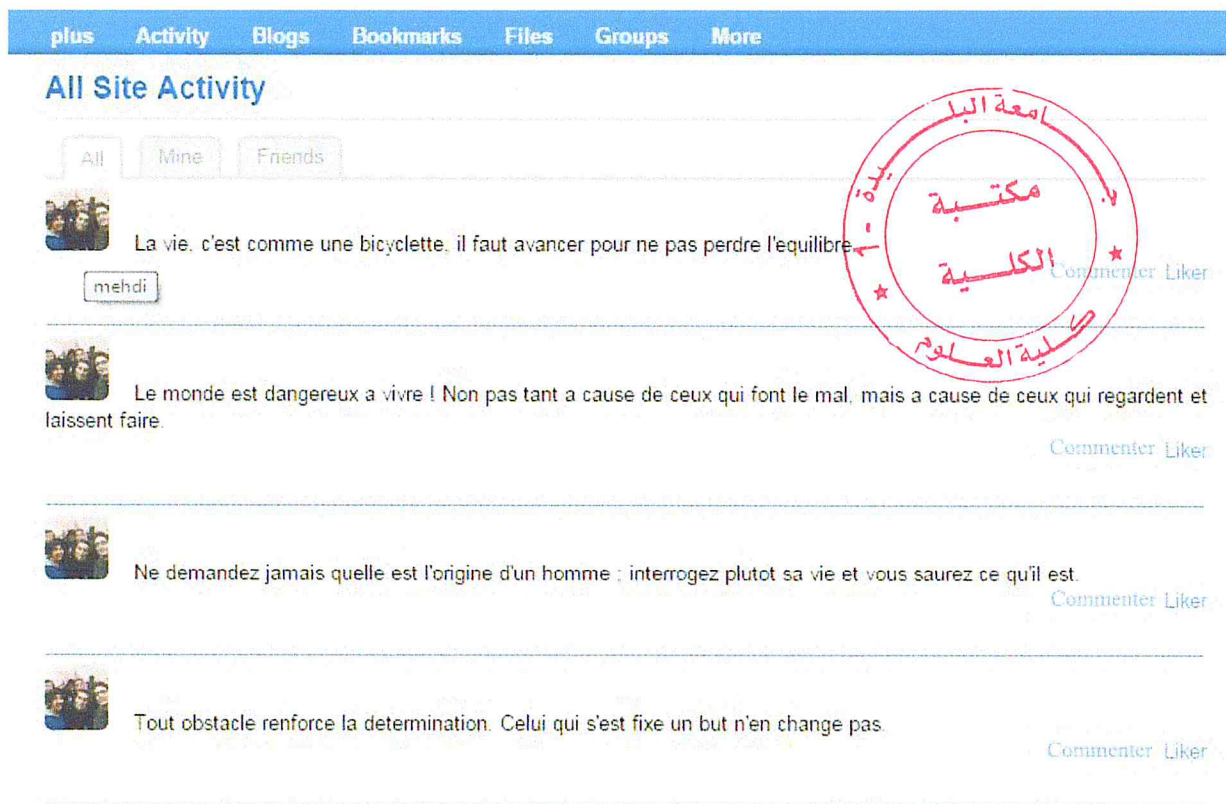 plus Activity Blogs Bookmarks Files Groups More
All Site Activity
All Mine Friends
جامعة البليدة - 1
مكتبة
الكلية
كلية العلوم
La vie, c'est comme une bicyclette, il faut avancer pour ne pas perdre l'equilibre.
Commenter Liker
mehdi
Le monde est dangereux a vivre ! Non pas tant a cause de ceux qui font le mal, mais a cause de ceux qui regardent et
laissent faire.
Commenter Liker
Ne demandez jamais quelle est l'origine d'un homme ; interrogez plutot sa vie et vous saurez ce qu'il est.
Commenter Liker
Tout obstacle renforce la determination. Celui qui s'est fixe un but n'en change pas.
Commenter Liker